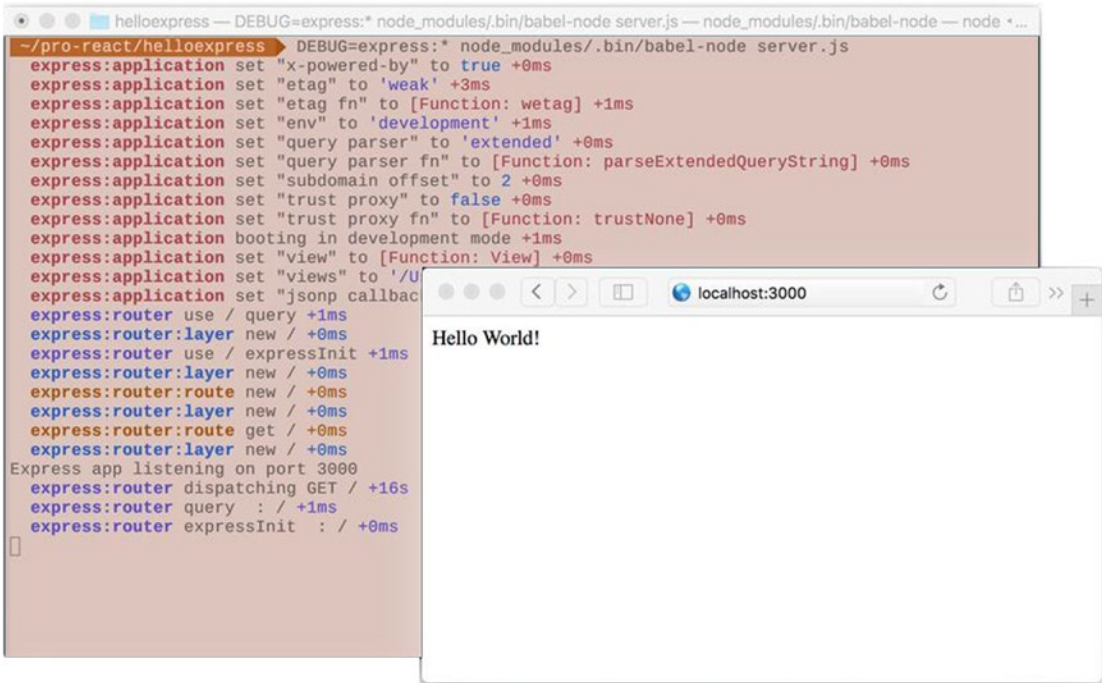 helloexpress — DEBUG=express:* node_modules/.bin/babel-node server.js — node_modules/.bin/babel-node — node
~/pro-react/helloexpress DEBUG=express:* node_modules/.bin/babel-node server.js
express:application set "x-powered-by" to true +0ms
express:application set "etag" to 'weak' +3ms
express:application set "etag fn" to [Function: wetag] +1ms
express:application set "env" to 'development' +1ms
express:application set "query parser" to 'extended' +0ms
express:application set "query parser fn" to [Function: parseExtendedQueryString] +0ms
express:application set "subdomain offset" to 2 +0ms
express:application set "trust proxy" to false +0ms
express:application set "trust proxy fn" to [Function: trustNone] +0ms
express:application booting in development mode +1ms
express:application set "view" to [Function: View] +0ms
express:application set "views" to '/U
express:application set "jsonp callbac
express:router use / query +1ms
express:router:layer new / +0ms
express:router use / expressInit +1ms
express:router:layer new / +0ms
express:router:route new / +0ms
express:router:layer new / +0ms
express:router:route get / +0ms
express:router:layer new / +0ms
Express app listening on port 3000
express:router dispatching GET / +16s
express:router query  : / +1ms
express:router expressInit  : / +0ms
localhost:3000
Hello World!